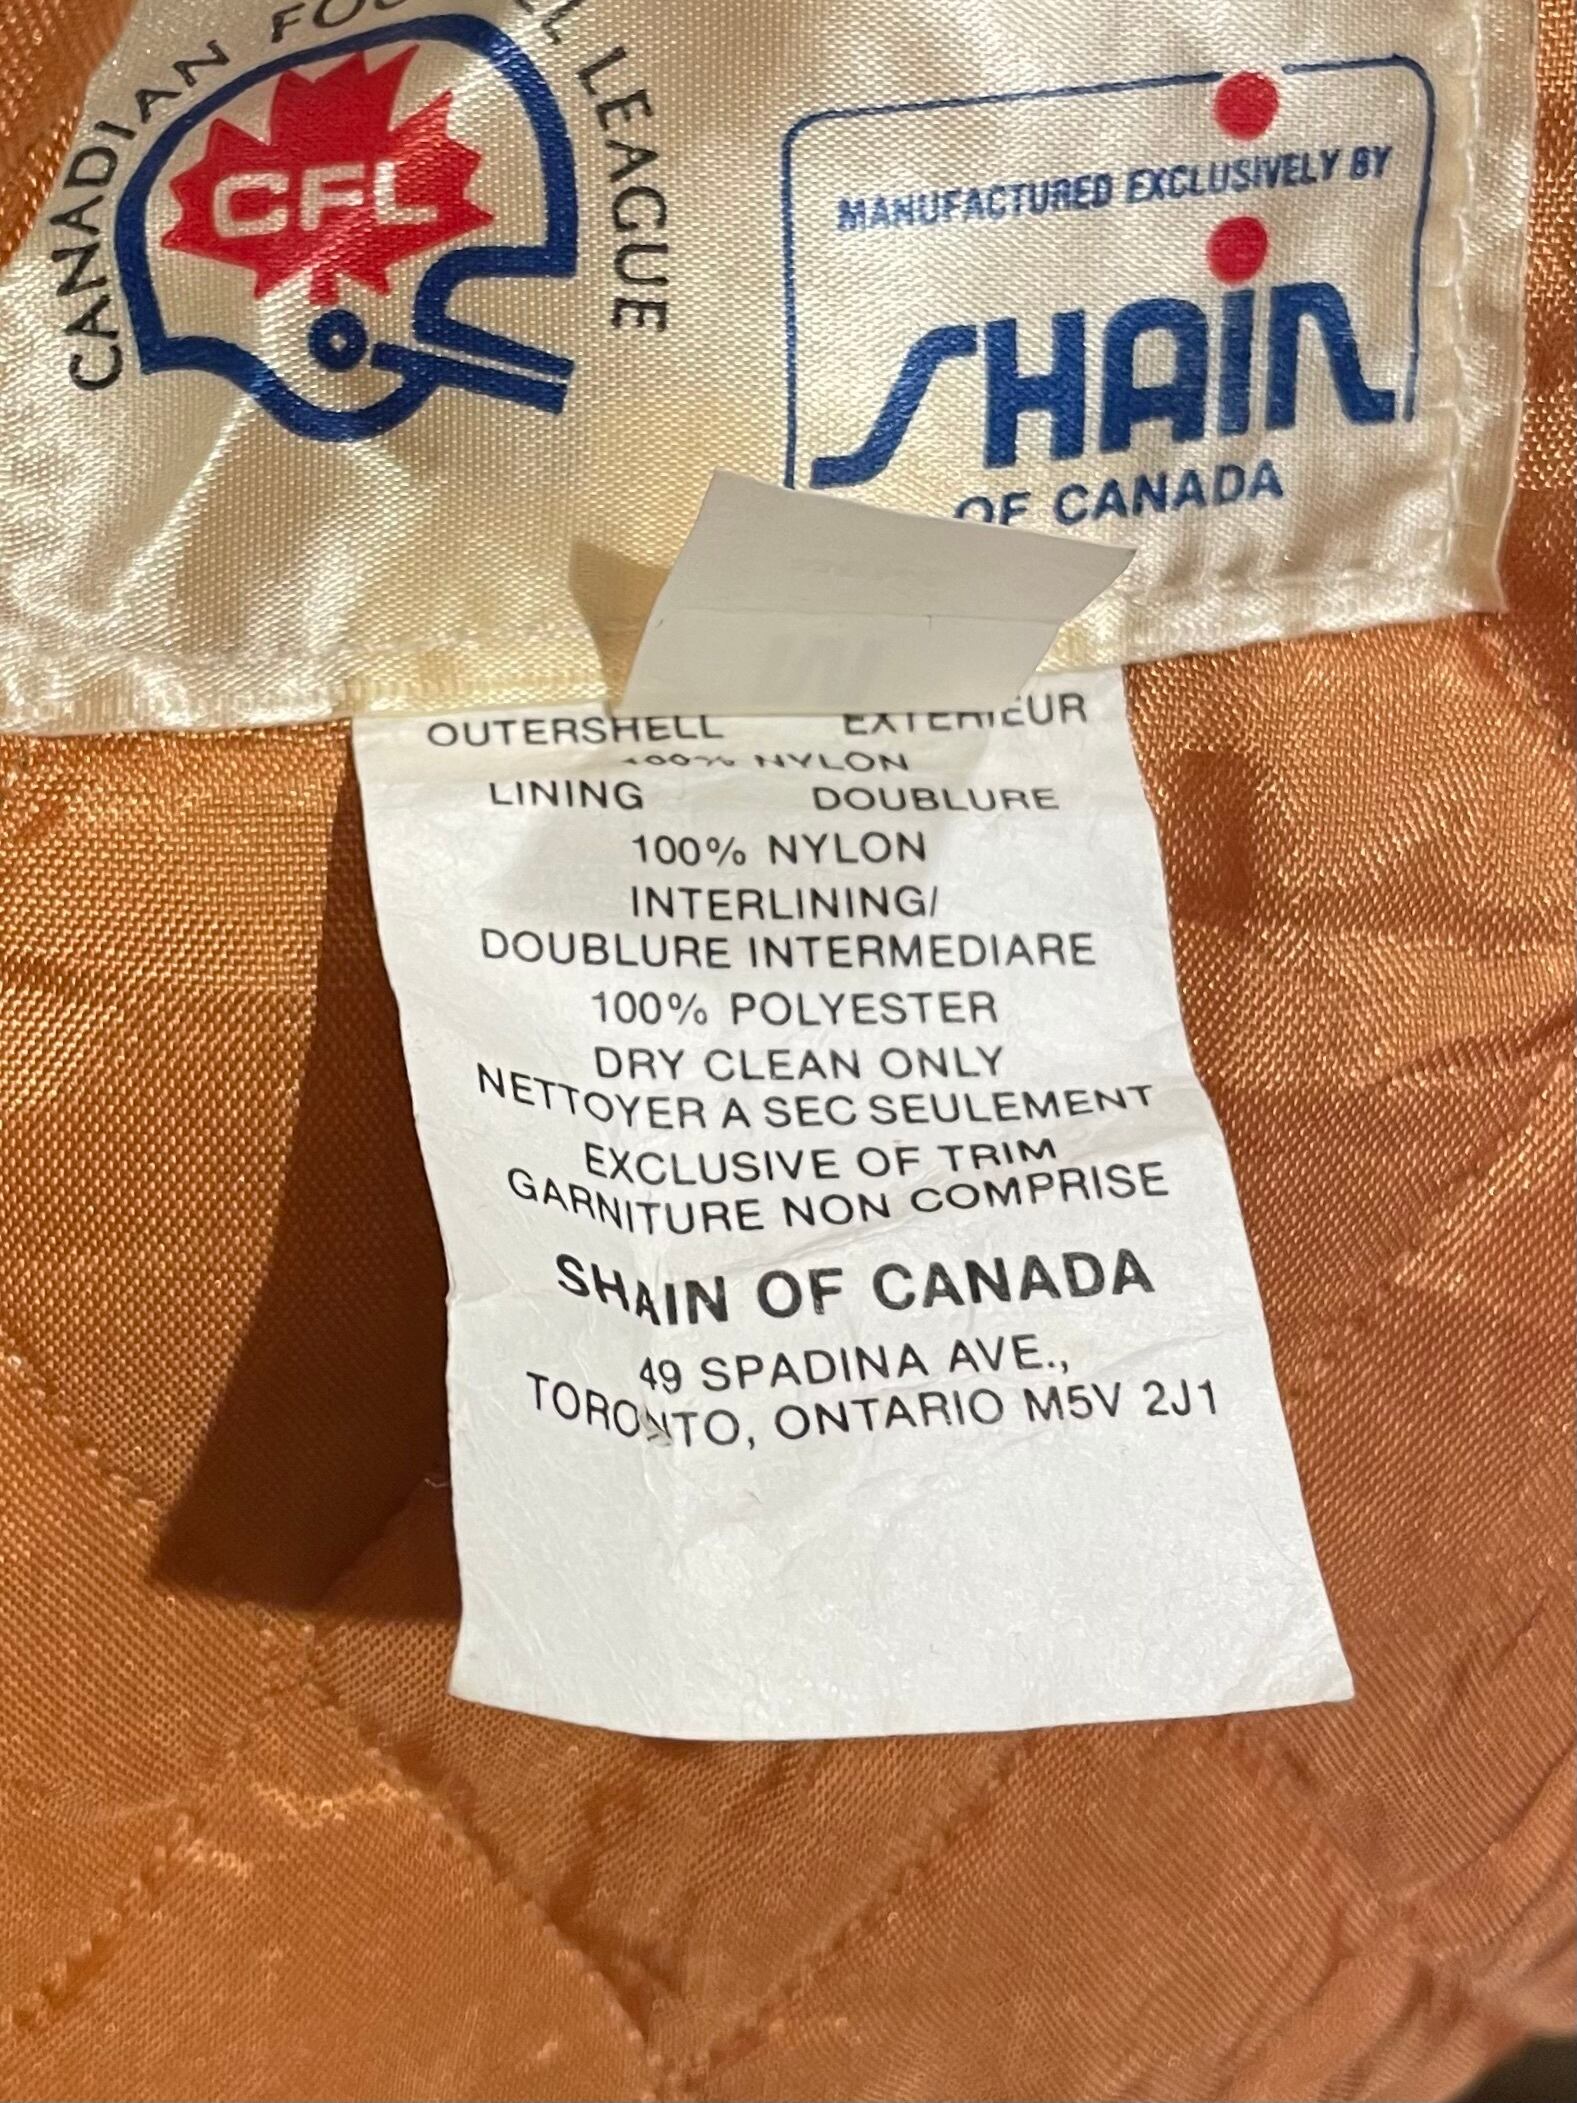 CANADIAN LEAGUE
CFL
MANUFACTURED EXCLUSIVELY BY
SHAIN
OF CANADA
OUTERSHELL EXTERIEUR
100% NYLON
LINING DOUBLURE
100% NYLON
INTERLINING/
DOUBLURE INTERMEDIARE
100% POLYESTER
DRY CLEAN ONLY
NETTOYER A SEC SEULEMENT
EXCLUSIVE OF TRIM
GARNITURE NON COMPRISE
SHAIN OF CANADA
49 SPADINA AVE.,
TORONTO, ONTARIO M5V 2J1